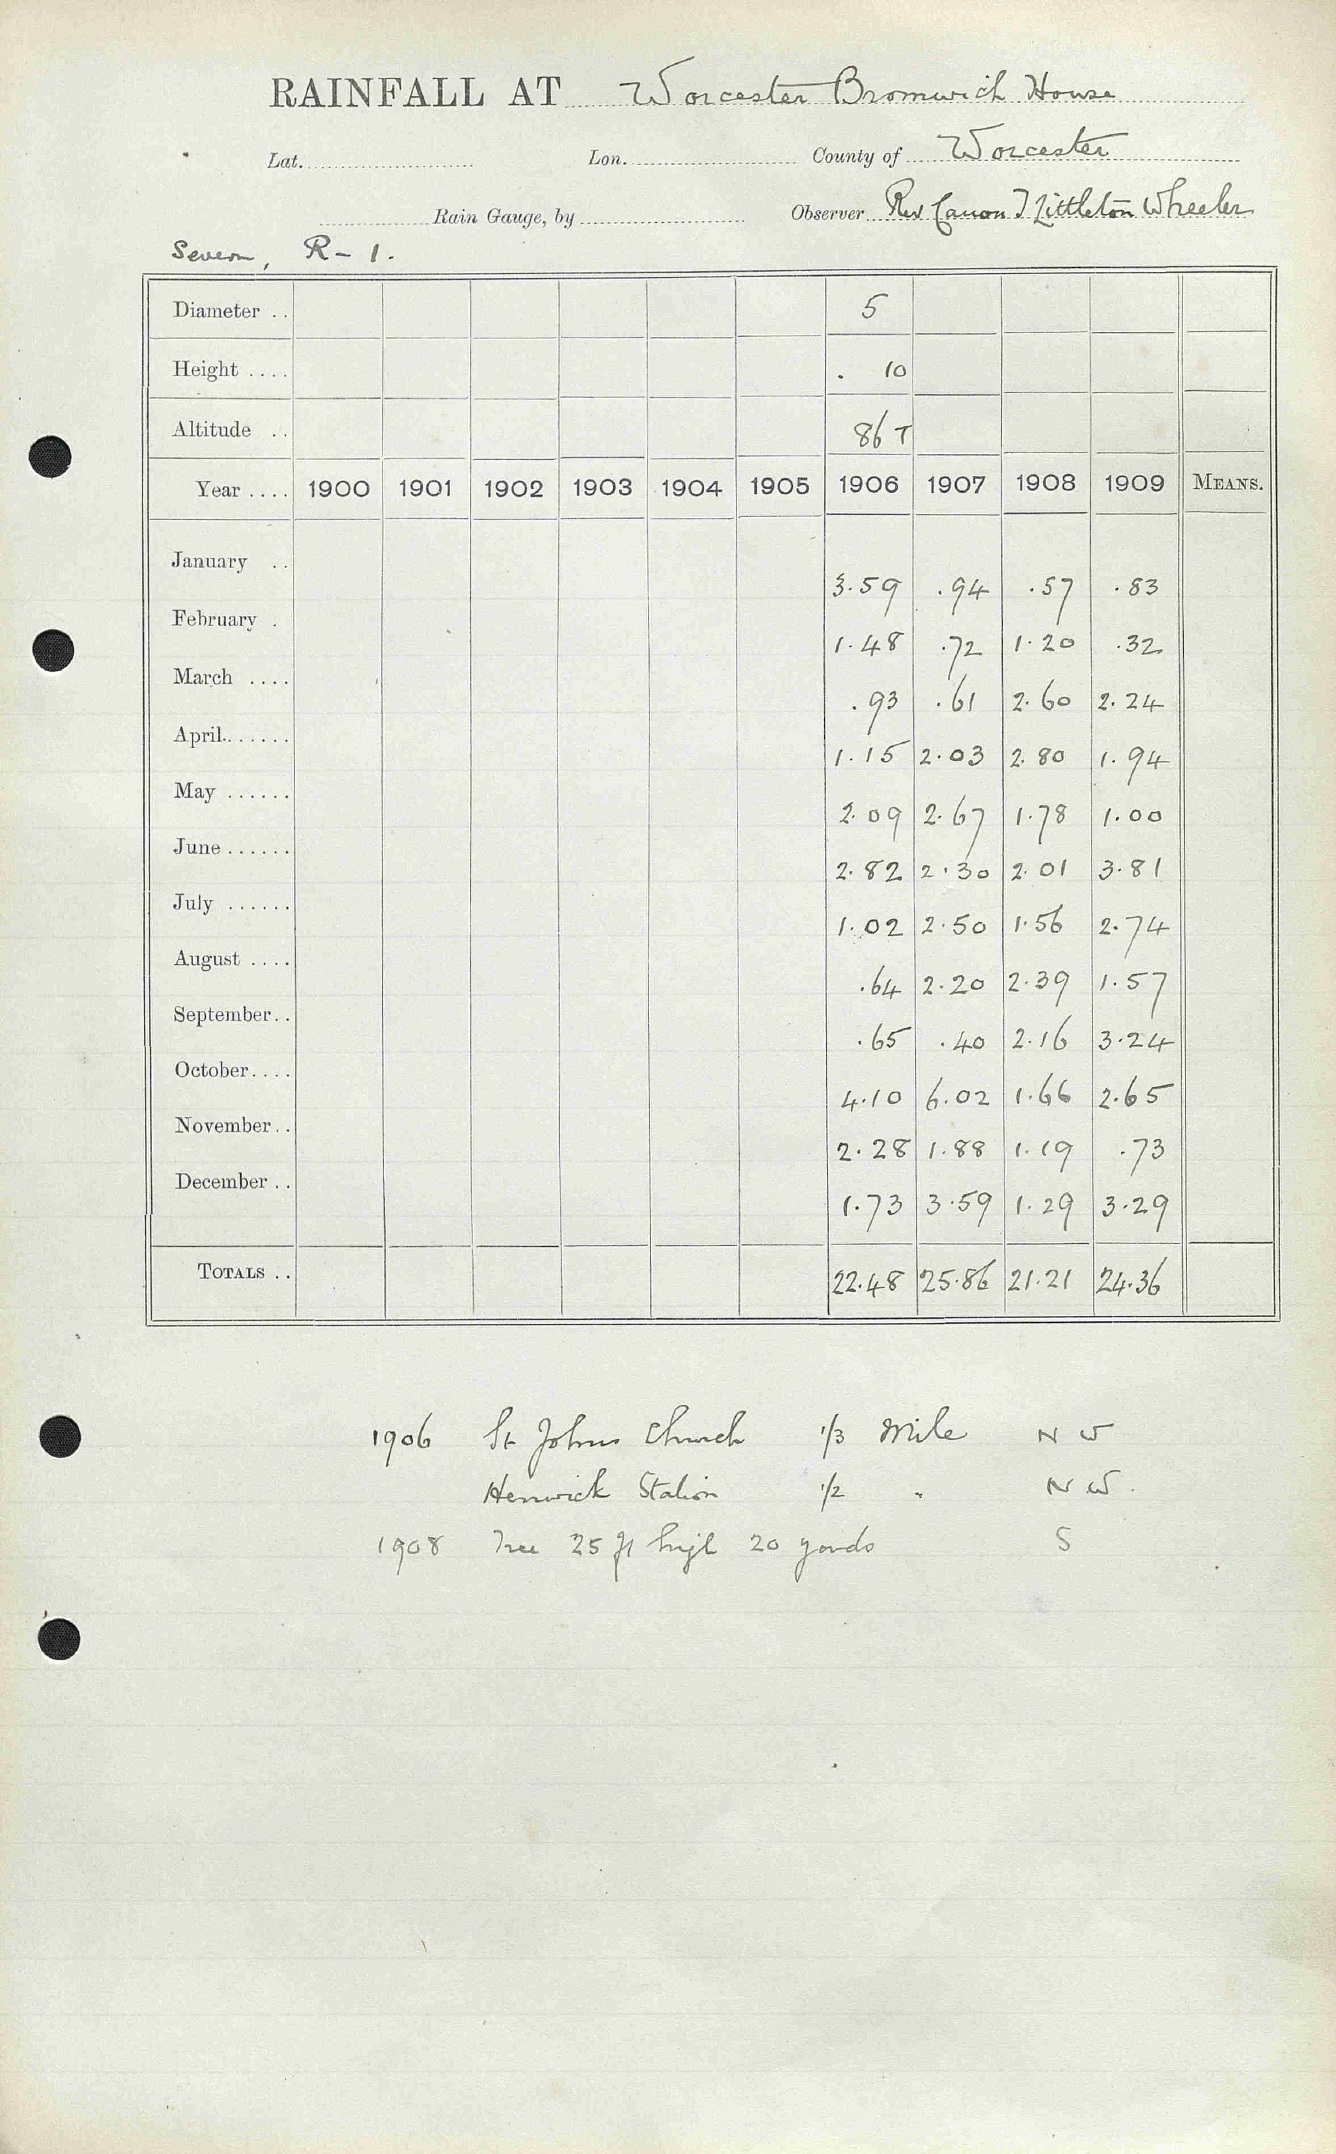 RAINFALL AT Worcester Bromwich House
Lat. Lon. County of Worcester
Rain Gauge, by Observer Rev Canon T Littleton Wheeler
Severn, R-1.
Diameter .. 5
Height .... . 10
Altitude .. 86 T
Year .... 1900 1901 1902 1903 1904 1905 1906 1907 1908 1909 MEANS.
January .. 3.59 .94 .57 .83
February . 1.48 .72 1.20 .32
March .... .93 .61 2.60 2.24
April...... 1.15 2.03 2.80 1.94
May ...... 2.09 2.67 1.78 1.00
June ...... 2.82 2.30 2.01 3.81
July ...... 1.02 2.50 1.56 2.74
August .... .64 2.20 2.39 1.57
September.. .65 .40 2.16 3.24
October.... 4.10 6.02 1.66 2.65
November.. 2.28 1.88 1.19 .73
December .. 1.73 3.59 1.29 3.29
TOTALS .. 22.48 25.86 21.21 24.36
1906 St Johns Church 1/3 Mile N W
Henwick Station 1/2 " N.W.
1908 Tree 25 ft high 20 yards S